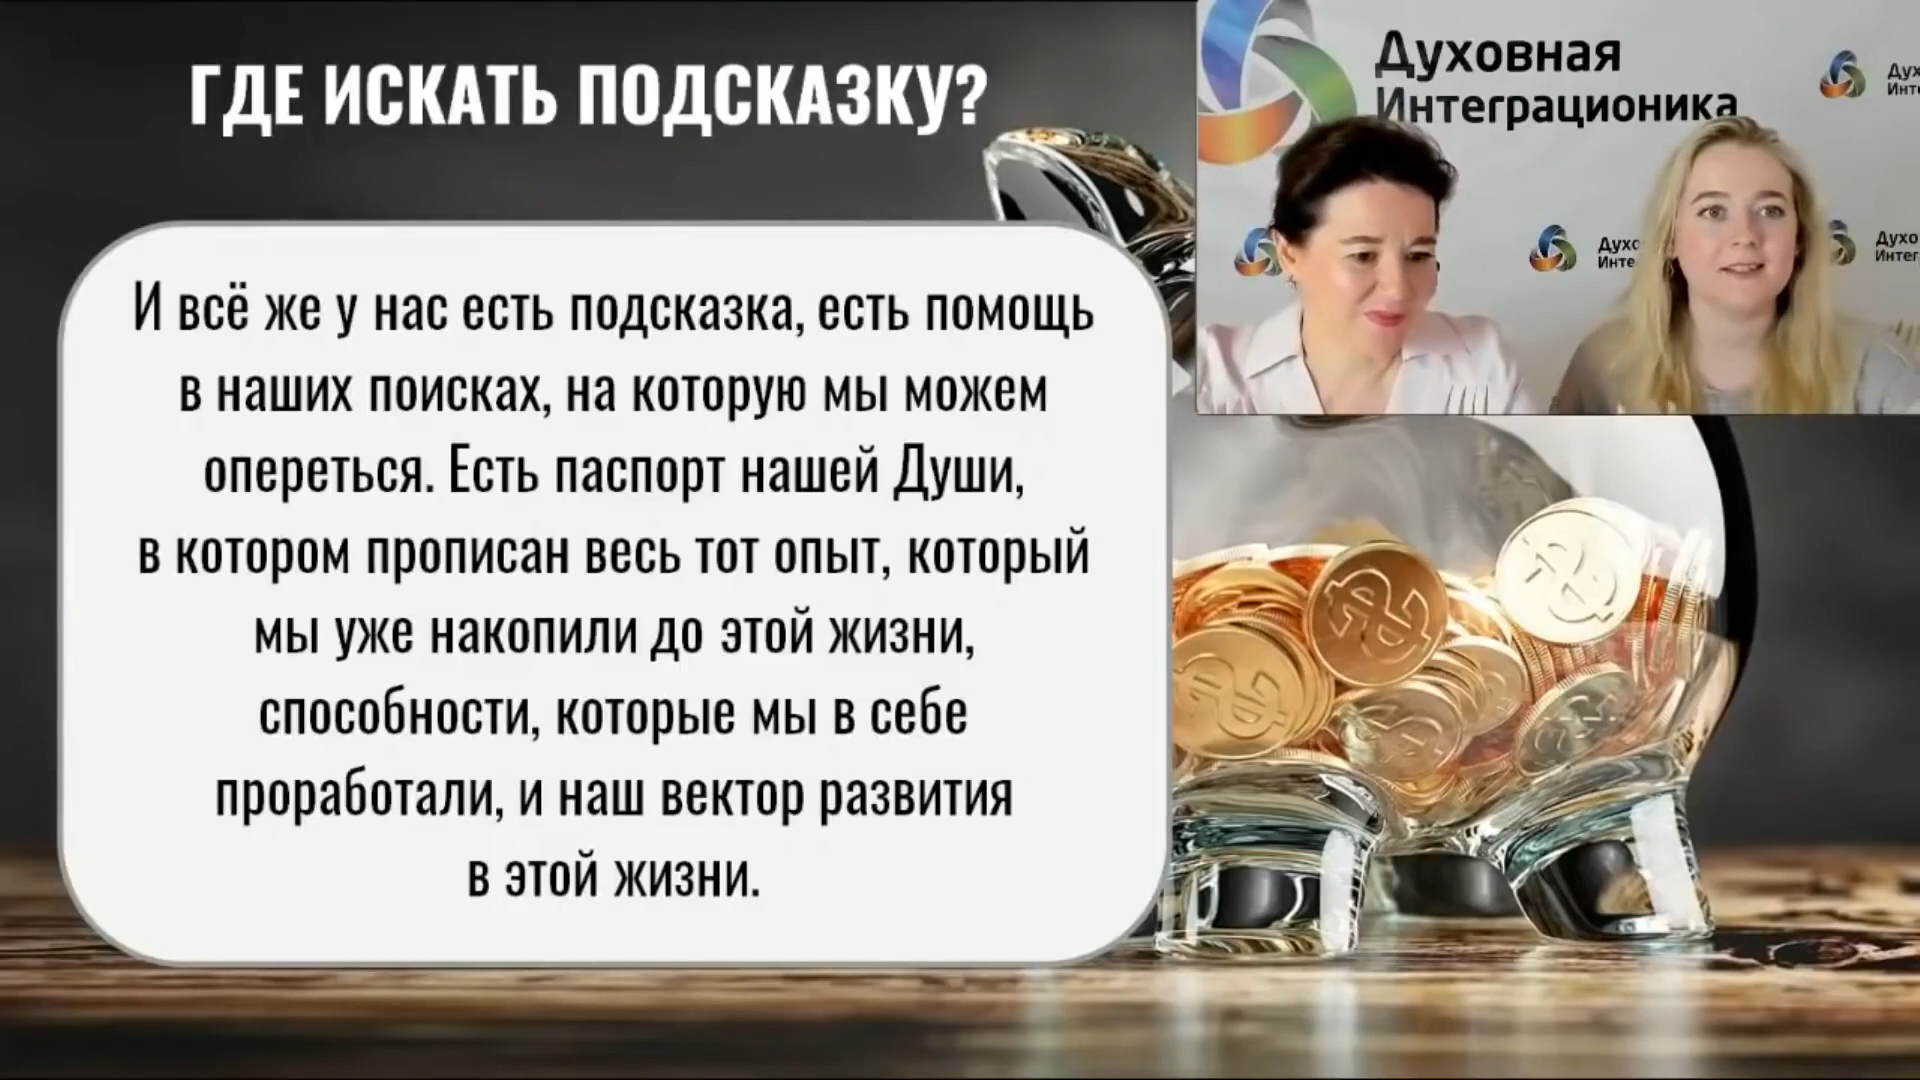 ГДЕ ИСКАТЬ ПОДСКАЗКУ?
И всё же у нас есть подсказка, есть помощь
в наших поисках, на которую мы можем
опереться. Есть паспорт нашей Души,
в котором прописан весь тот опыт, который
мы уже накопили до этой жизни,
способности, которые мы в себе
проработали, и наш вектор развития
в этой жизни.
Духовная
Интеграционика